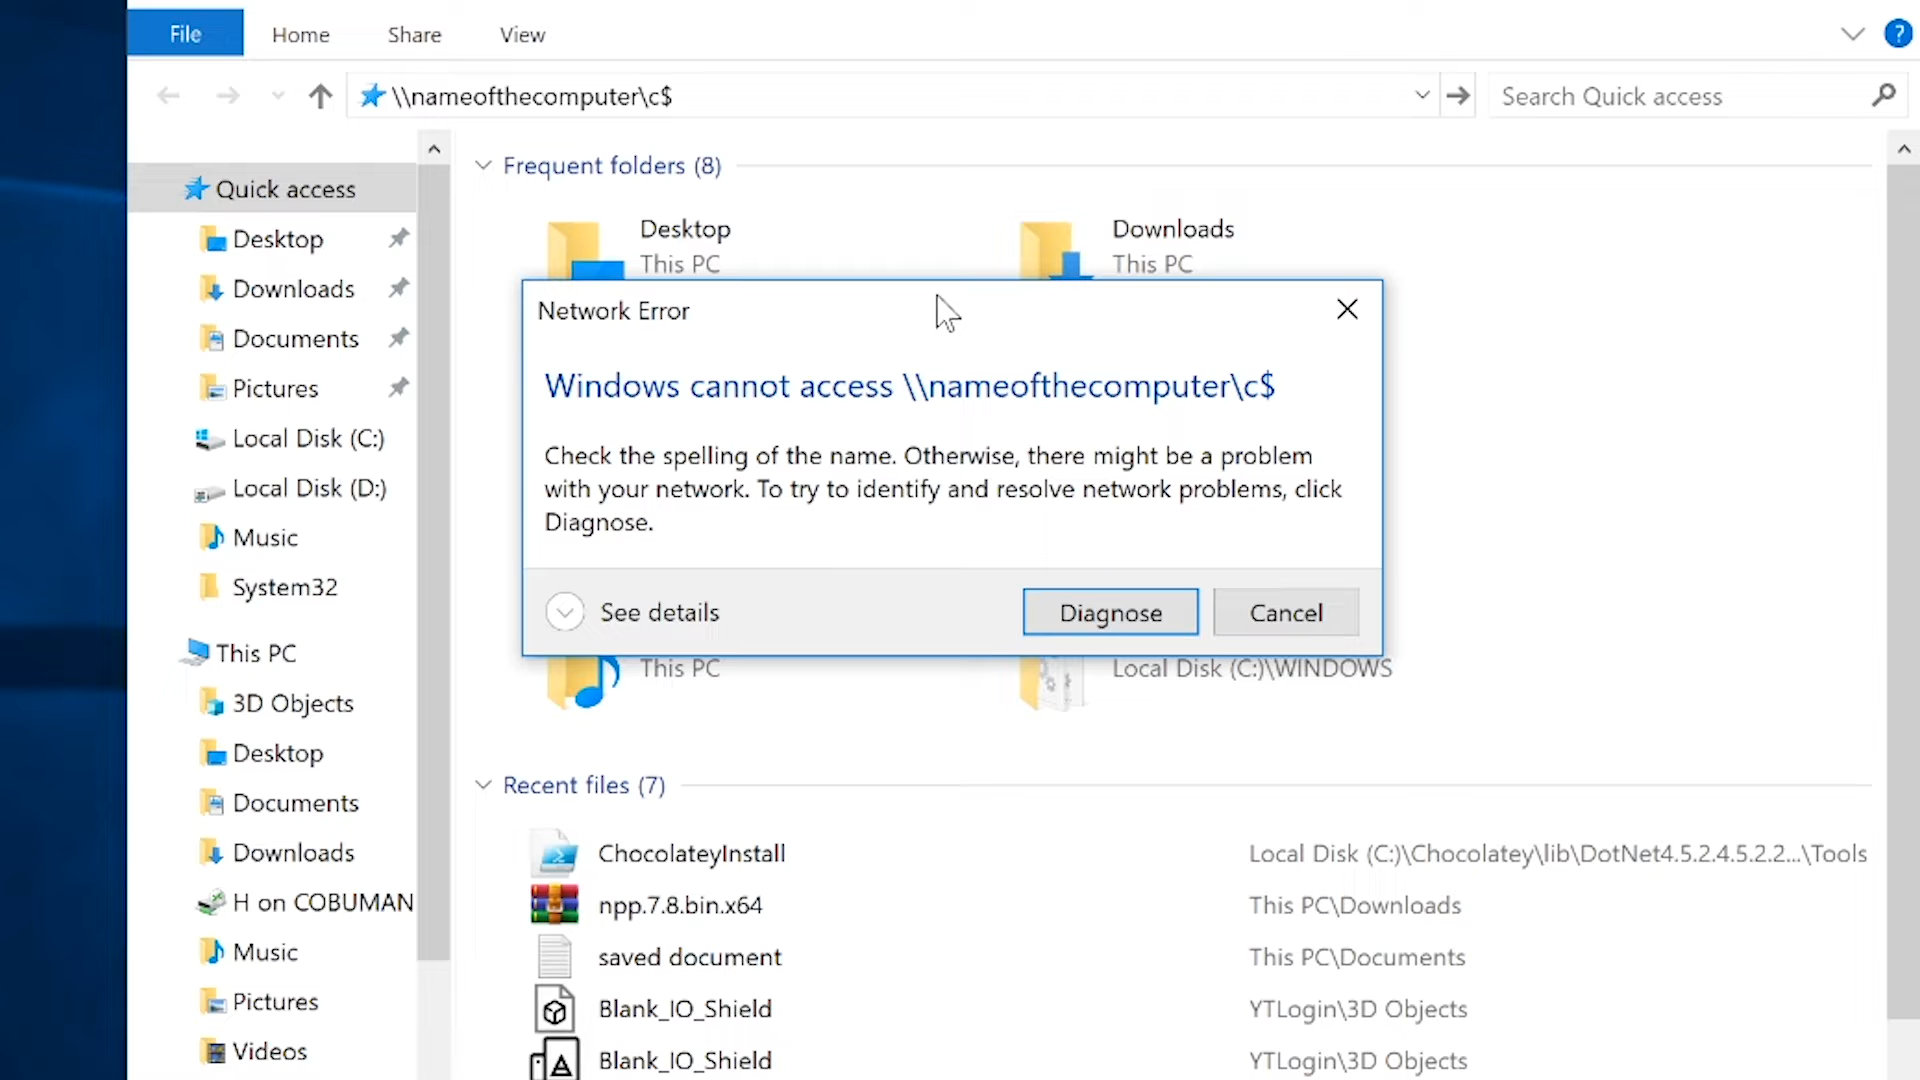 File Home Share View ?
\\nameofthecomputer\c$
Search Quick access
Quick access
Desktop
Downloads
Documents
Pictures
Local Disk (C:)
Local Disk (D:)
Music
System32
This PC
3D Objects
Desktop
Documents
Downloads
H on COBUMAN
Music
Pictures
Videos
Frequent folders (8)
Desktop
This PC
Downloads
This PC
Network Error
Windows cannot access \\nameofthecomputer\c$
Check the spelling of the name. Otherwise, there might be a problem
with your network. To try to identify and resolve network problems, click
Diagnose.
See details
Diagnose
Cancel
This PC
Local Disk (C:)\WINDOWS
Recent files (7)
ChocolateyInstall Local Disk (C:)\Chocolatey\lib\DotNet4.5.2.4.5.2.2...\Tools
npp.7.8.bin.x64 This PC\Downloads
saved document This PC\Documents
Blank_IO_Shield YTLogin\3D Objects
Blank_IO_Shield YTLogin\3D Objects